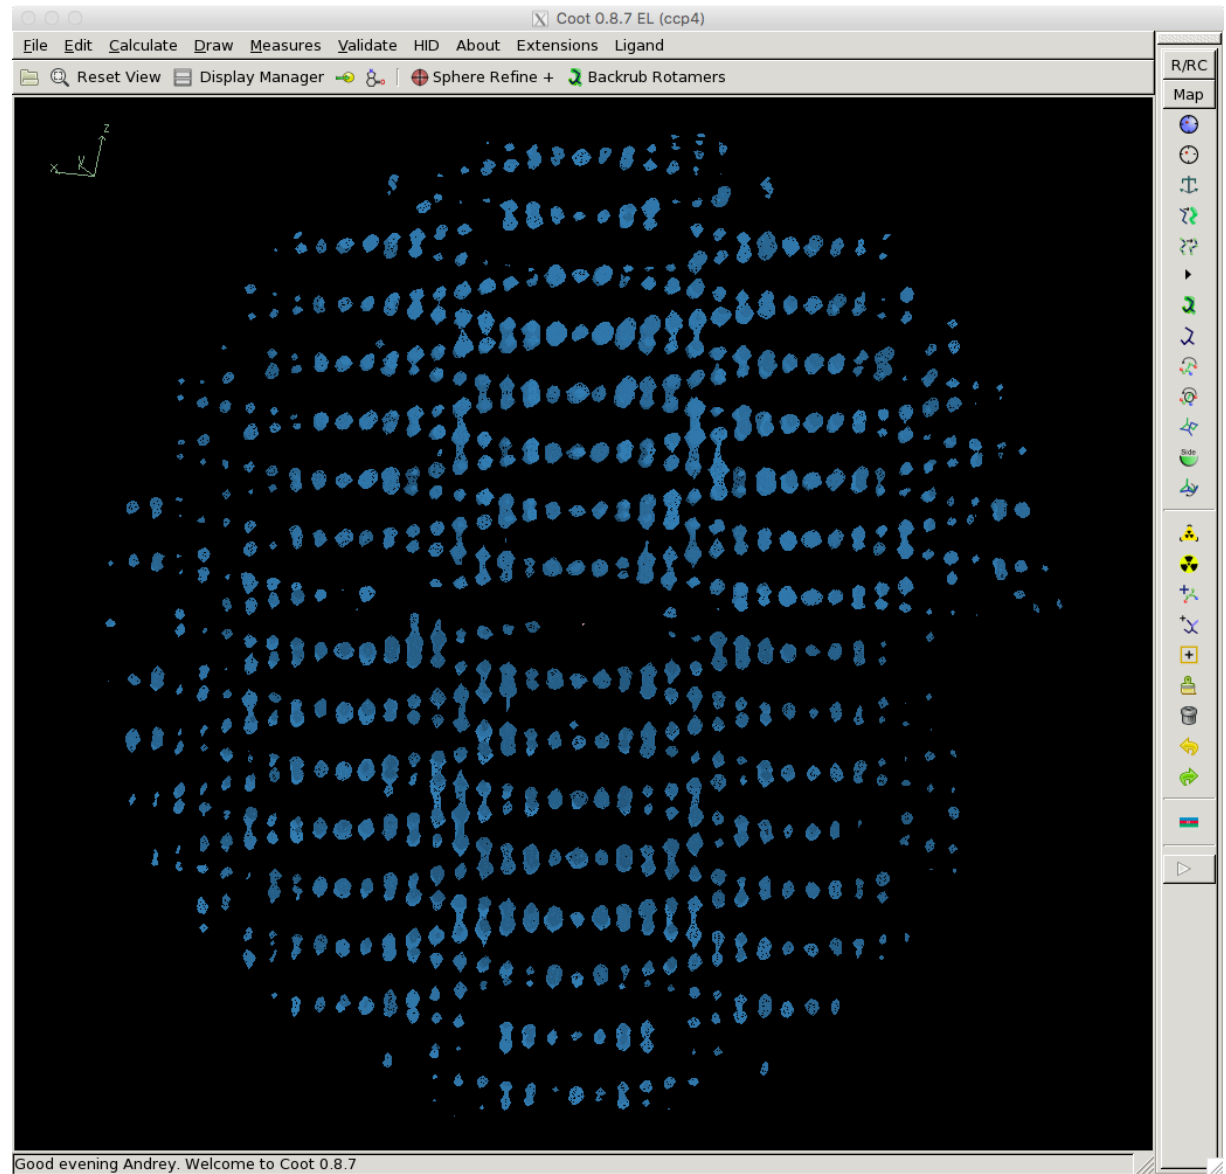 Coot 0.8.7 EL (ccp4)
File Edit Calculate Draw Measures Validate HID About Extensions Ligand
Reset View Display Manager Sphere Refine + Backrub Rotamers
R/RC
Map
z
x y
Side
Good evening Andrey. Welcome to Coot 0.8.7